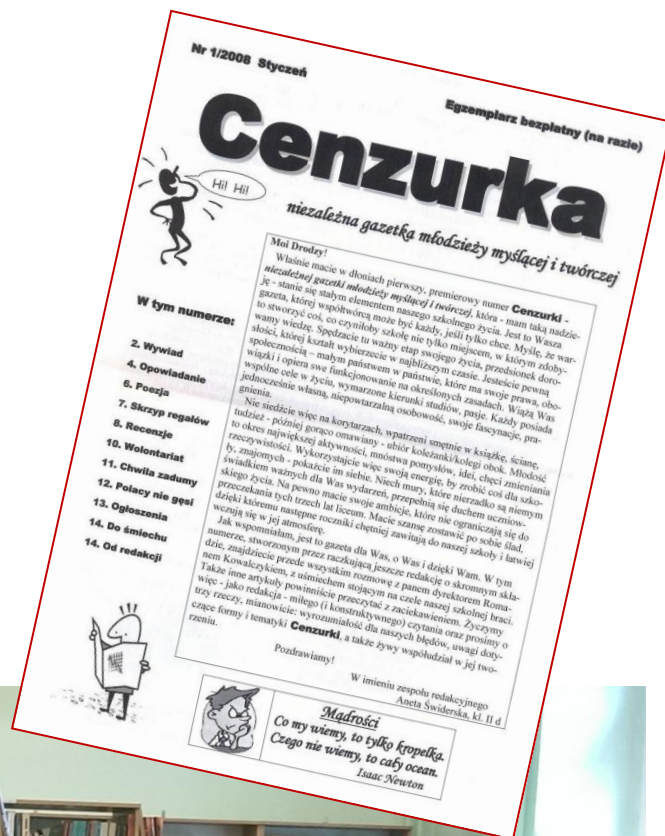 Nr 1/2008 Styczeń
Egzemplarz bezpłatny (na razie)
Cenzurka
Hi! Hi!
niezależna gazetka młodzieży myślącej i twórczej
W tym numerze:
2. Wywiad
4. Opowiadanie
6. Poezja
7. Skrzyp regałów
8. Recenzje
10. Wolontariat
11. Chwila zadumy
12. Polacy nie gęsi
13. Ogłoszenia
14. Do śmiechu
14. Od redakcji
Moi Drodzy!
Właśnie macie w dłoniach pierwszy, premierowy numer Cenzurki -
niezależnej gazetki młodzieży myślącej i twórczej, która - mam taką nadzie-
ję - stanie się stałym elementem naszego szkolnego życia. Jest to Wasza
gazeta, której współtwórcą może być każdy, jeśli tylko chce. Myślę, że war-
to stworzyć coś, co czyniłoby szkołę nie tylko miejscem, w którym zdoby-
wamy wiedzę. Spędzacie tu ważny etap swojego życia, przedsionek doro-
słości, której kształt wybierzecie w najbliższym czasie. Jesteście pewną
społecznością – małym państwem w państwie, które ma swoje prawa, obo-
wiązki i opiera swe funkcjonowanie na określonych zasadach. Wiążą Was
wspólne cele w życiu, wymarzone kierunki studiów, pasje. Każdy posiada
jednocześnie własną, niepowtarzalną osobowość, swoje fascynacje, pra-
gnienia.
Nie siedźcie więc na korytarzach, wpatrzeni smętnie w książkę, ścianę,
tudzież - później gorąco omawiany - ubiór koleżanki/kolegi obok. Młodość
to okres największej aktywności, mnóstwa pomysłów, idei, chęci zmieniania
rzeczywistości. Wykorzystajcie więc swoją energię, by zrobić coś dla szko-
ły, znajomych - pokażcie im siebie. Niech mury, które nierzadko są niemym
świadkiem ważnych dla Was wydarzeń, przepełnią się duchem uczniow-
skiego życia. Na pewno macie swoje ambicje, które nie ograniczają się do
przeczekania tych trzech lat liceum. Macie szansę zostawić po sobie ślad,
dzięki któremu następne roczniki chętniej zawitają do naszej szkoły i łatwiej
wczują się w jej atmosferę.
Jak wspomniałam, jest to gazeta dla Was, o Was i dzięki Wam. W tym
numerze, stworzonym przez raczkującą jeszcze redakcję o skromnym skła-
dzie, znajdziecie przede wszystkim rozmowę z panem dyrektorem Roma-
nem Kowalczykiem, z uśmiechem stojącym na czele naszej szkolnej braci.
Także inne artykuły powinniście przeczytać z zaciekawieniem. Życzymy
więc - jako redakcja - miłego (i konstruktywnego) czytania oraz prosimy o
trzy rzeczy, mianowicie: wyrozumiałość dla naszych błędów, uwagi doty-
czące formy i tematyki Cenzurki, a także żywy współudział w jej two-
rzeniu.
Pozdrawiamy!
W imieniu zespołu redakcyjnego
Aneta Świderska, kl. II d
Mądrości
Co my wiemy, to tylko kropelka.
Czego nie wiemy, to cały ocean.
Isaac Newton